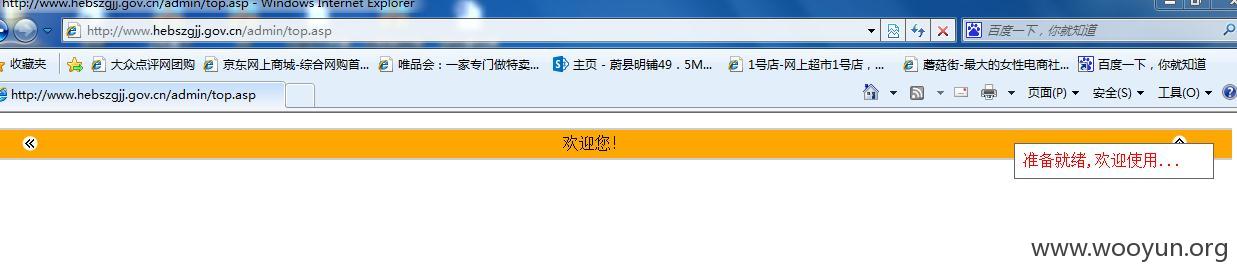 http://www.hebszgjj.gov.cn/admin/top.asp - Windows Internet Explorer
http://www.hebszgjj.gov.cn/admin/top.asp
百度一下，你就知道
收藏夹 大众点评网团购 京东网上商城-综合网购首... 唯品会：一家专门做特卖... 主页 - 蔚县明铺49．5M... 1号店-网上超市1号店，... 蘑菇街-最大的女性电商社... 百度一下，你就知道
http://www.hebszgjj.gov.cn/admin/top.asp
页面(P) 安全(S) 工具(O)
欢迎您!
准备就绪,欢迎使用...
www.wooyun.org